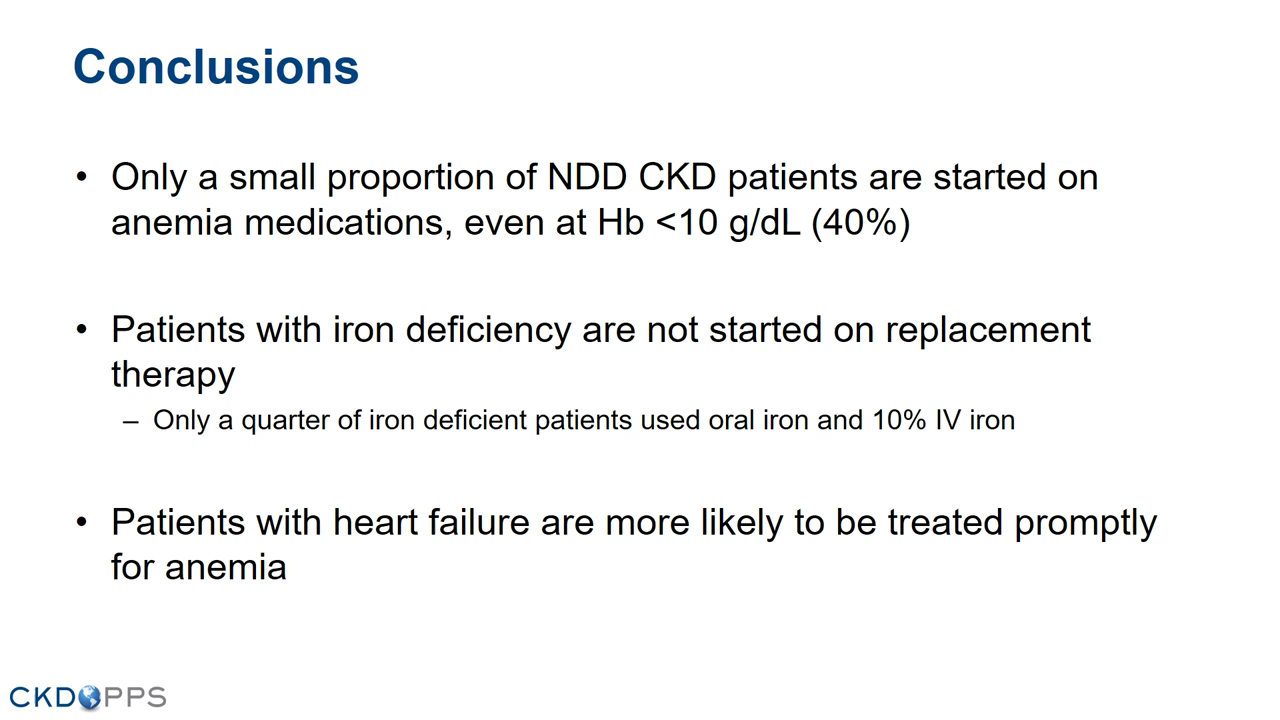 Conclusions
• Only a small proportion of NDD CKD patients are started on
anemia medications, even at Hb <10 g/dL (40%)
• Patients with iron deficiency are not started on replacement
therapy
– Only a quarter of iron deficient patients used oral iron and 10% IV iron
• Patients with heart failure are more likely to be treated promptly
for anemia
CKDOPPS